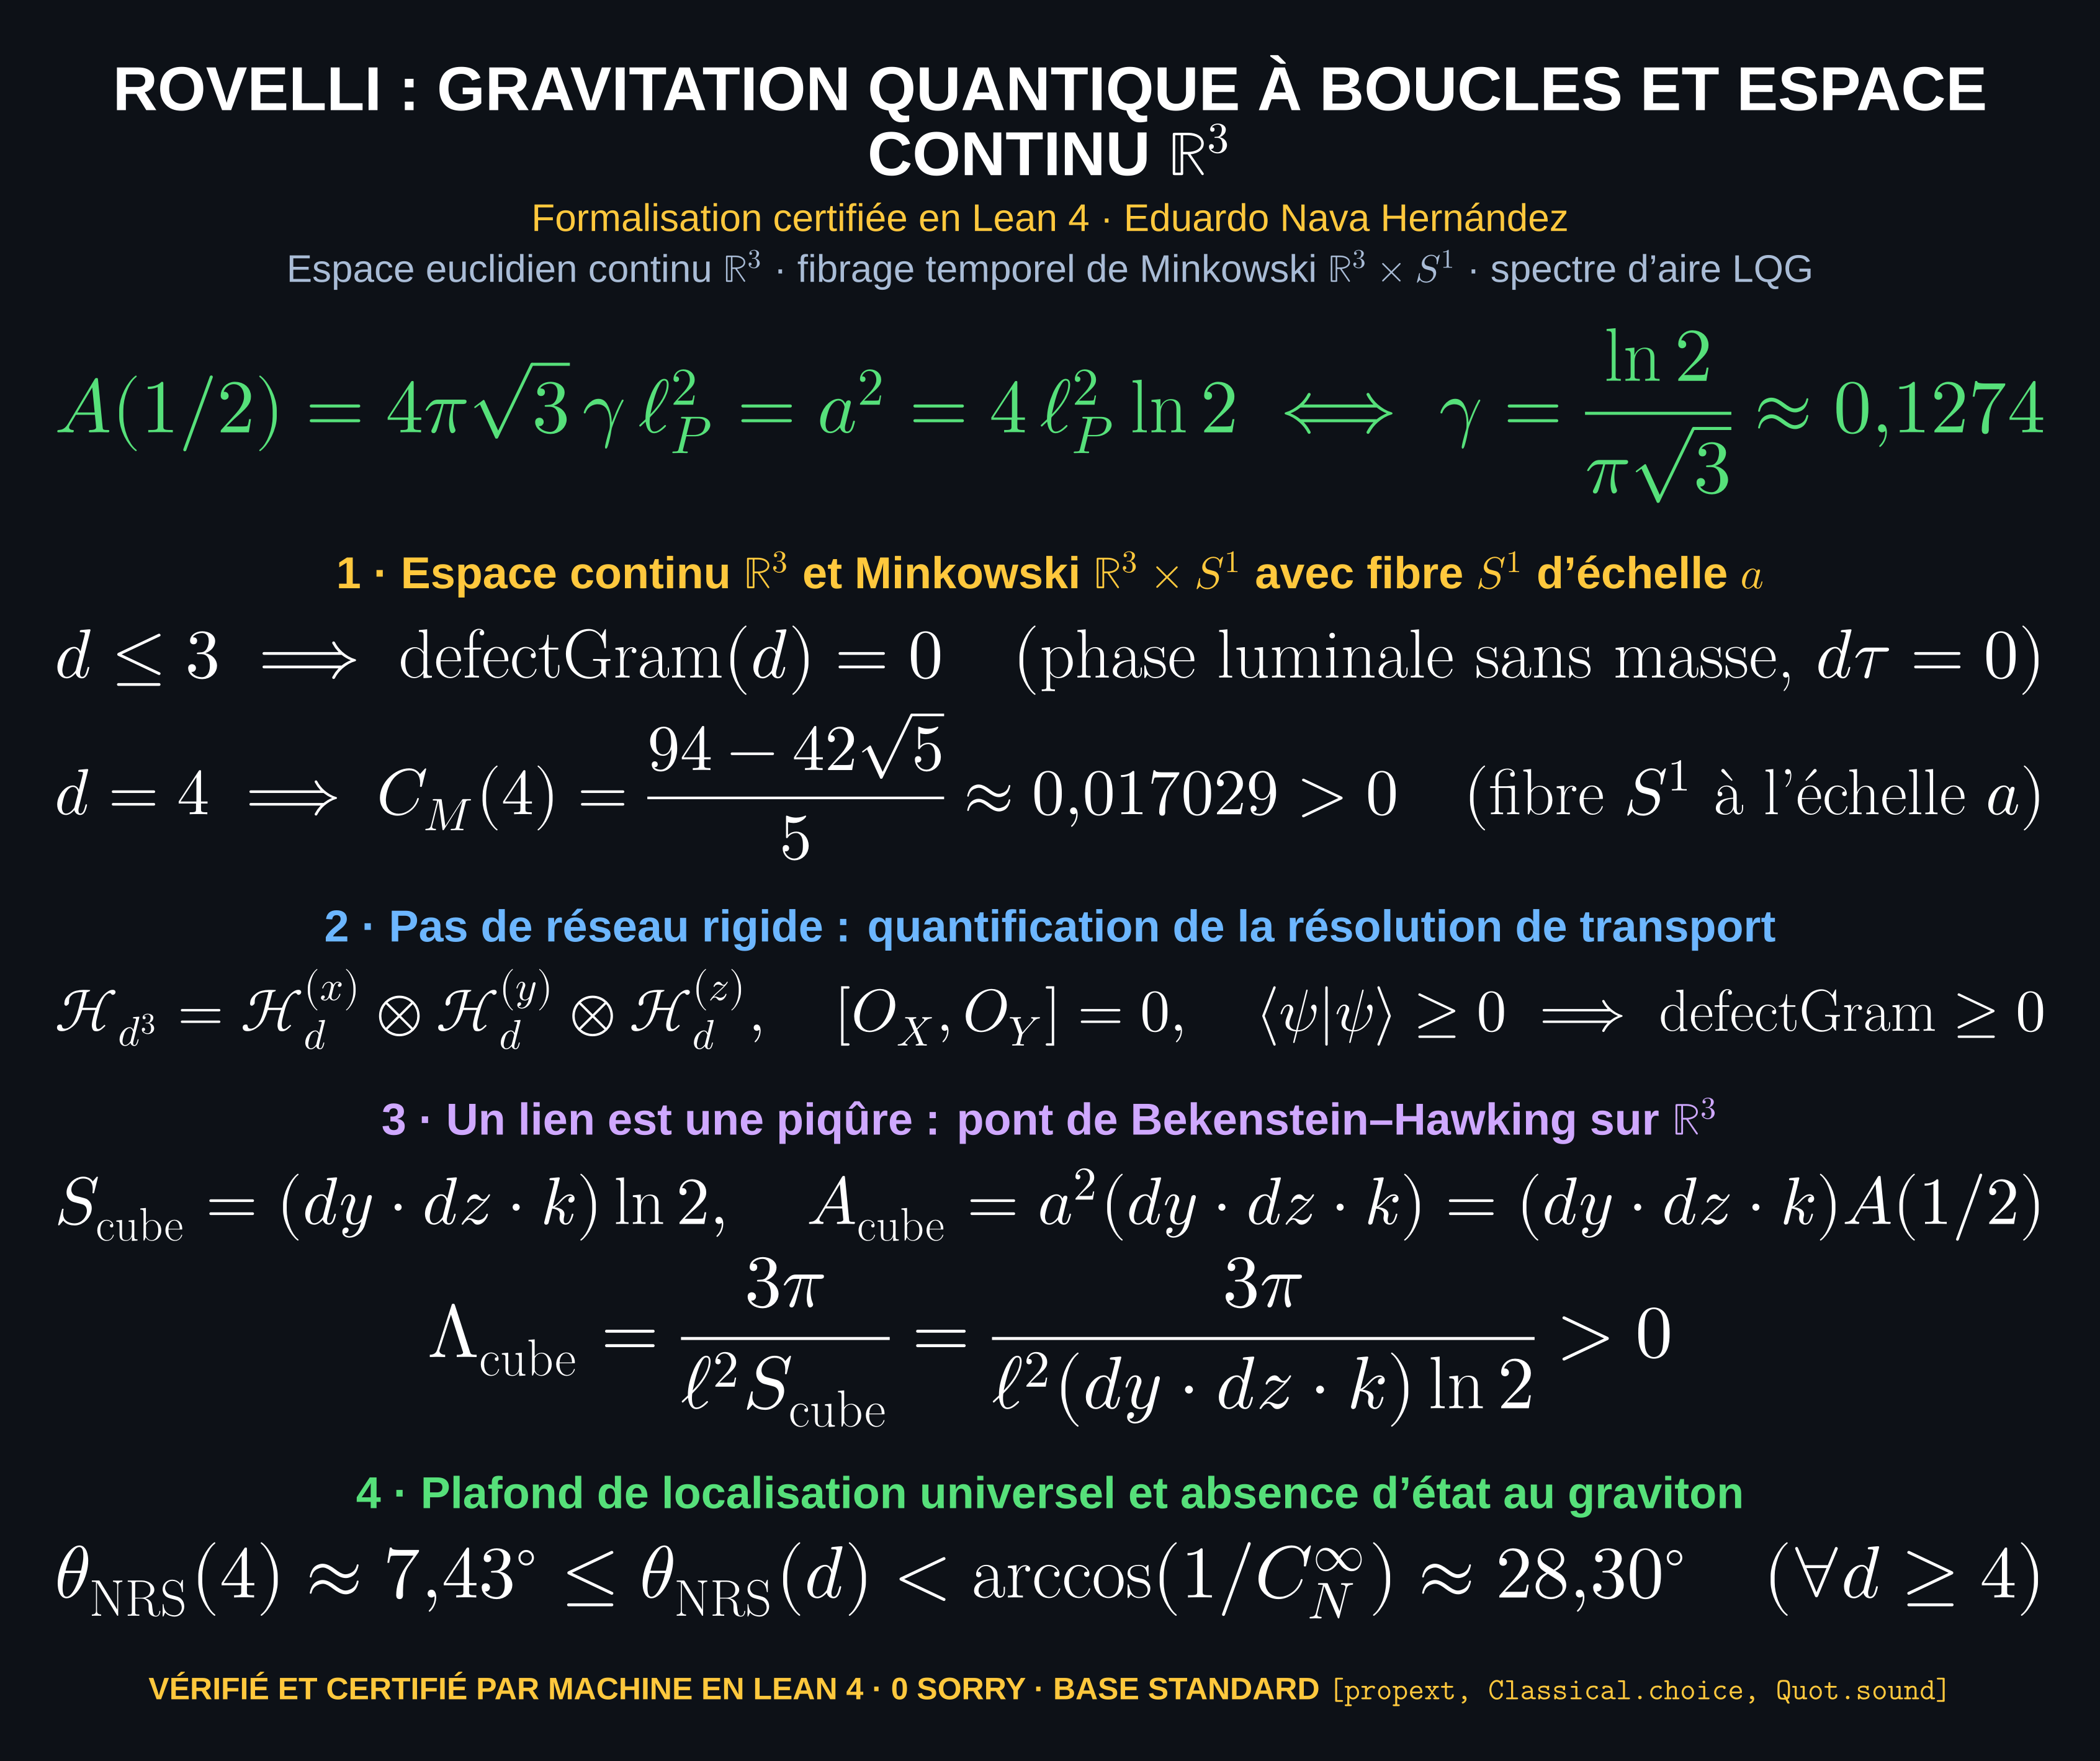 ROVELLI : GRAVITATION QUANTIQUE À BOUCLES ET ESPACE
CONTINU ℝ³
Formalisation certifiée en Lean 4 · Eduardo Nava Hernández
Espace euclidien continu ℝ³ · fibrage temporel de Minkowski ℝ³ × S¹ · spectre d’aire LQG
A(1/2) = 4π√3 γ ℓ_P² = a² = 4 ℓ_P² ln 2 ⟺ γ = ln 2 / (π√3) ≈ 0,1274
1 · Espace continu ℝ³ et Minkowski ℝ³ × S¹ avec fibre S¹ d’échelle a
d ≤ 3 ⟹ defectGram(d) = 0 (phase luminale sans masse, dτ = 0)
d = 4 ⟹ C_M(4) = (94 − 42√5) / 5 ≈ 0,017029 > 0 (fibre S¹ à l’échelle a)
2 · Pas de réseau rigide : quantification de la résolution de transport
ℋ_{d³} = ℋ_d^{(x)} ⊗ ℋ_d^{(y)} ⊗ ℋ_d^{(z)}, [O_X, O_Y] = 0, ⟨ψ|ψ⟩ ≥ 0 ⟹ defectGram ≥ 0
3 · Un lien est une piqûre : pont de Bekenstein–Hawking sur ℝ³
S_cube = (dy · dz · k) ln 2, A_cube = a²(dy · dz · k) = (dy · dz · k)A(1/2)
Λ_cube = 3π / (ℓ² S_cube) = 3π / (ℓ²(dy · dz · k) ln 2) > 0
4 · Plafond de localisation universel et absence d’état au graviton
θ_NRS(4) ≈ 7,43° ≤ θ_NRS(d) < arccos(1/C_N^∞) ≈ 28,30° (∀d ≥ 4)
VÉRIFIÉ ET CERTIFIÉ PAR MACHINE EN LEAN 4 · 0 SORRY · BASE STANDARD [propext, Classical.choice, Quot.sound]